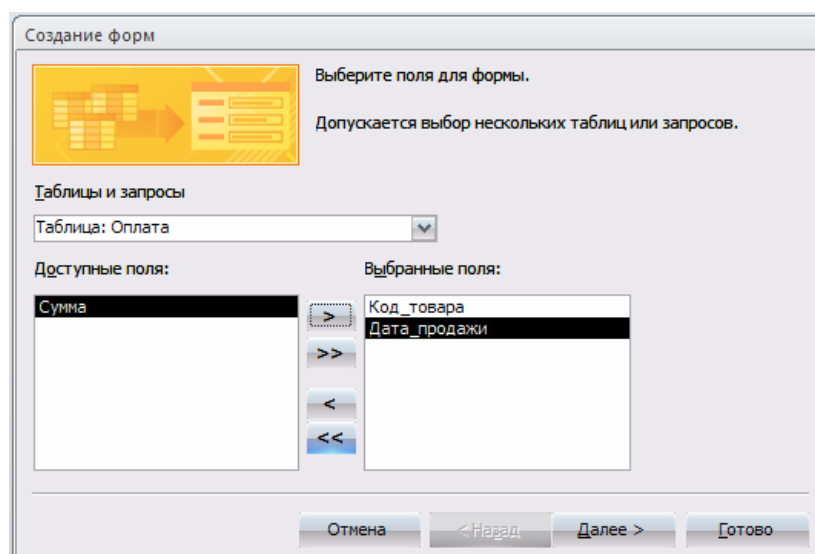 Создание форм
Выберите поля для формы.
Допускается выбор нескольких таблиц или запросов.
Таблицы и запросы
Таблица: Оплата
Доступные поля:
Выбранные поля:
Сумма
Код_товара
Дата_продажи
>
>>
<
<<
Отмена
< Назад
Далее >
Готово